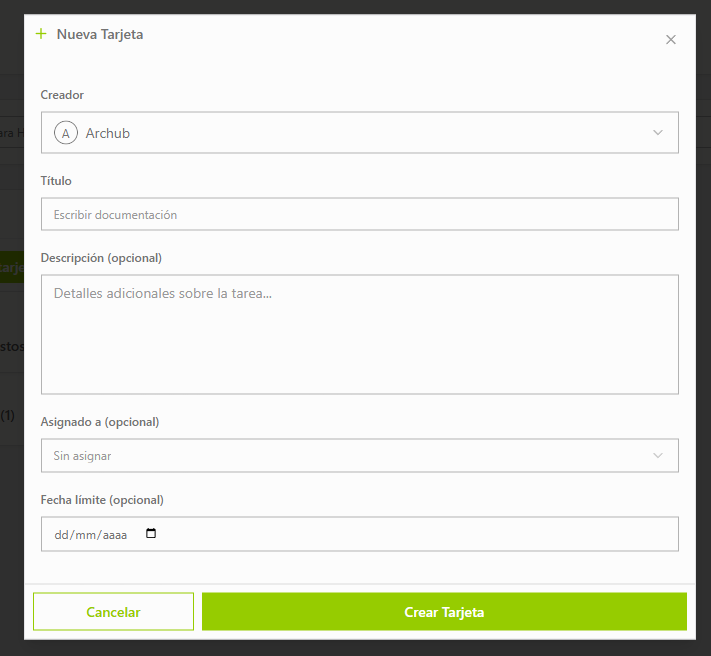 + Nueva Tarjeta
Creador
A Archub
Título
Escribir documentación
Descripción (opcional)
Detalles adicionales sobre la tarea...
Asignado a (opcional)
Sin asignar
Fecha límite (opcional)
dd/mm/aaaa
Cancelar
Crear Tarjeta
(1)